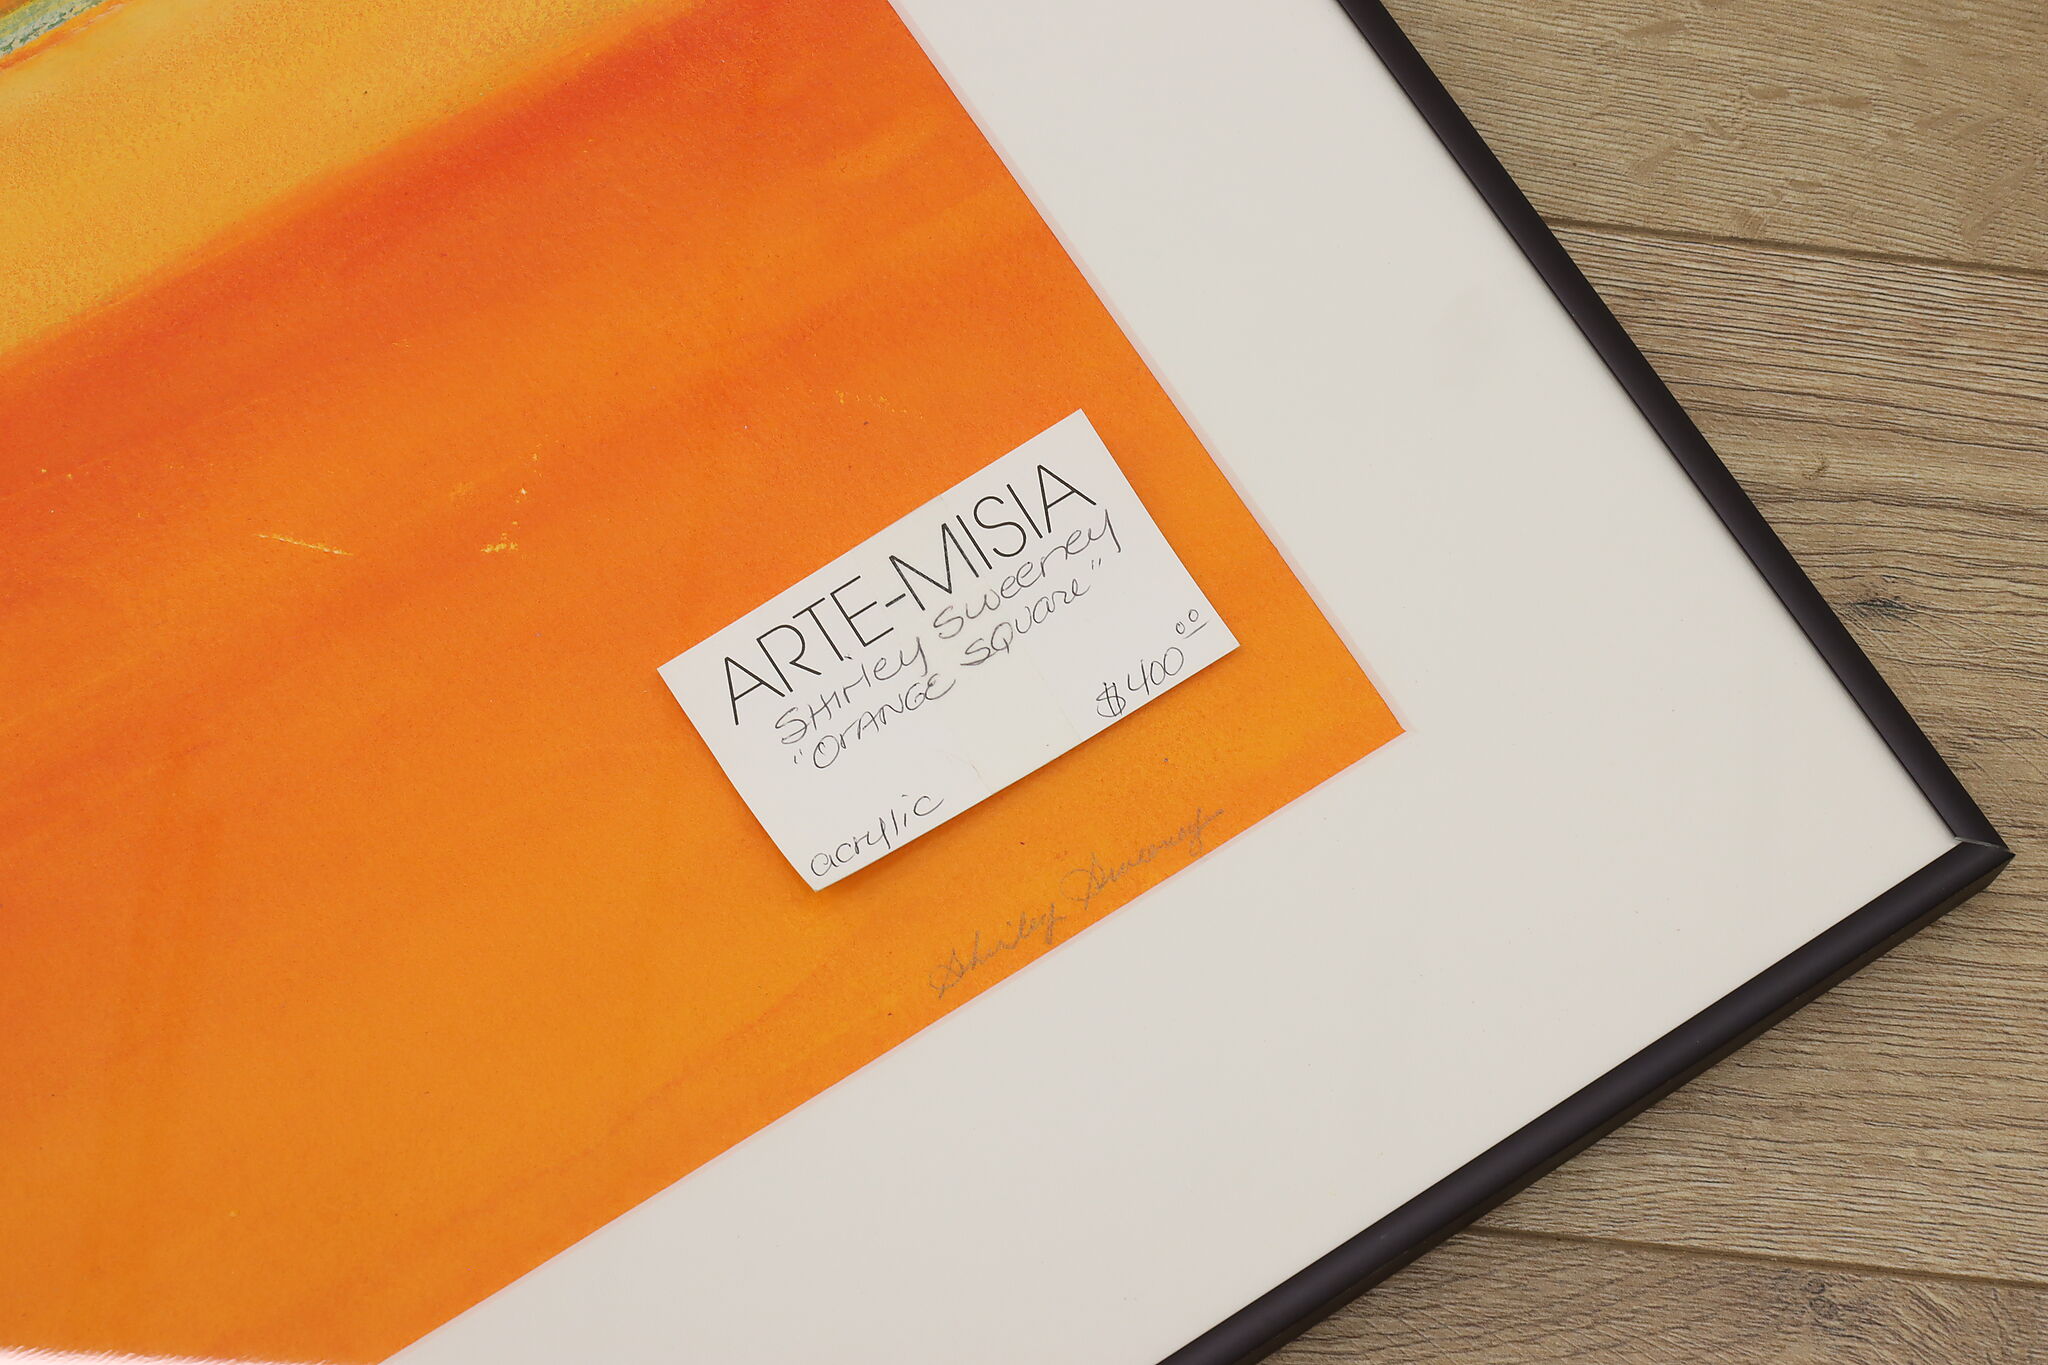 ARTE-MISIA
SHirley Sweeney
"OrANGE SQUare"
$400.00
acrylic
Shirley Sweeney